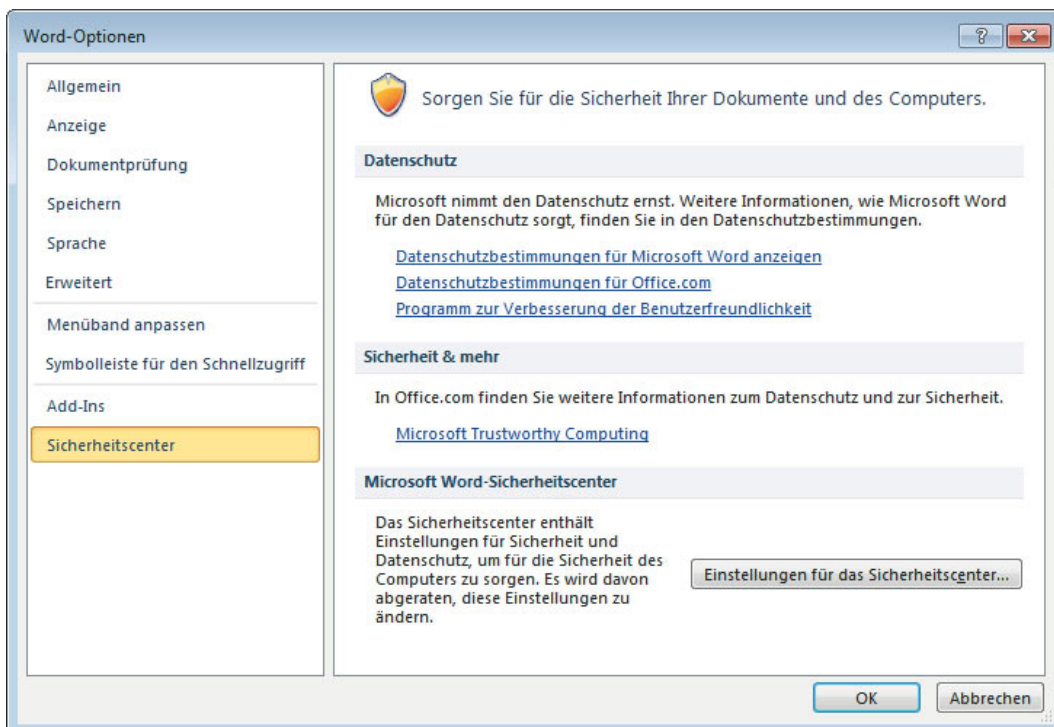 Word-Optionen
Allgemein
Anzeige
Dokumentprüfung
Speichern
Sprache
Erweitert
Menüband anpassen
Symbolleiste für den Schnellzugriff
Add-Ins
Sicherheitscenter
Sorgen Sie für die Sicherheit Ihrer Dokumente und des Computers.
Datenschutz
Microsoft nimmt den Datenschutz ernst. Weitere Informationen, wie Microsoft Word
für den Datenschutz sorgt, finden Sie in den Datenschutzbestimmungen.
Datenschutzbestimmungen für Microsoft Word anzeigen
Datenschutzbestimmungen für Office.com
Programm zur Verbesserung der Benutzerfreundlichkeit
Sicherheit & mehr
In Office.com finden Sie weitere Informationen zum Datenschutz und zur Sicherheit.
Microsoft Trustworthy Computing
Microsoft Word-Sicherheitscenter
Das Sicherheitscenter enthält
Einstellungen für Sicherheit und
Datenschutz, um für die Sicherheit des
Computers zu sorgen. Es wird davon
abgeraten, diese Einstellungen zu
ändern.
Einstellungen für das Sicherheitscenter...
OK
Abbrechen